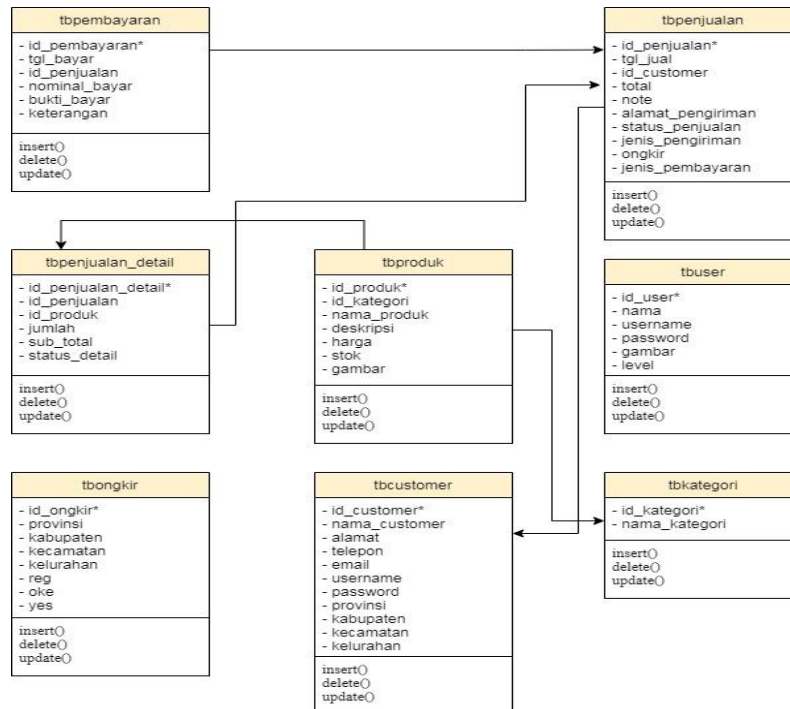 tbpembayaran
- id_pembayaran*
- tgl_bayar
- id_penjualan
- nominal_bayar
- bukti_bayar
- keterangan
insert()
delete()
update()
tbpenjualan
- id_penjualan*
- tgl_jual
- id_customer
- total
- note
- alamat_pengiriman
- status_penjualan
- jenis_pengiriman
- ongkir
- jenis_pembayaran
insert()
delete()
update()
tbpenjualan_detail
- id_penjualan_detail*
- id_penjualan
- id_produk
- jumlah
- sub_total
- status_detail
insert()
delete()
update()
tbproduk
- id_produk*
- id_kategori
- nama_produk
- deskripsi
- harga
- stok
- gambar
insert()
delete()
update()
tbuser
- id_user*
- nama
- username
- password
- gambar
- level
insert()
delete()
update()
tbongkir
- id_ongkir*
- provinsi
- kabupaten
- kecamatan
- kelurahan
- reg
- oke
- yes
insert()
delete()
update()
tbcustomer
- id_customer*
- nama_customer
- alamat
- telepon
- email
- username
- password
- provinsi
- kabupaten
- kecamatan
- kelurahan
insert()
delete()
update()
tbkategori
- id_kategori*
- nama_kategori
insert()
delete()
update()